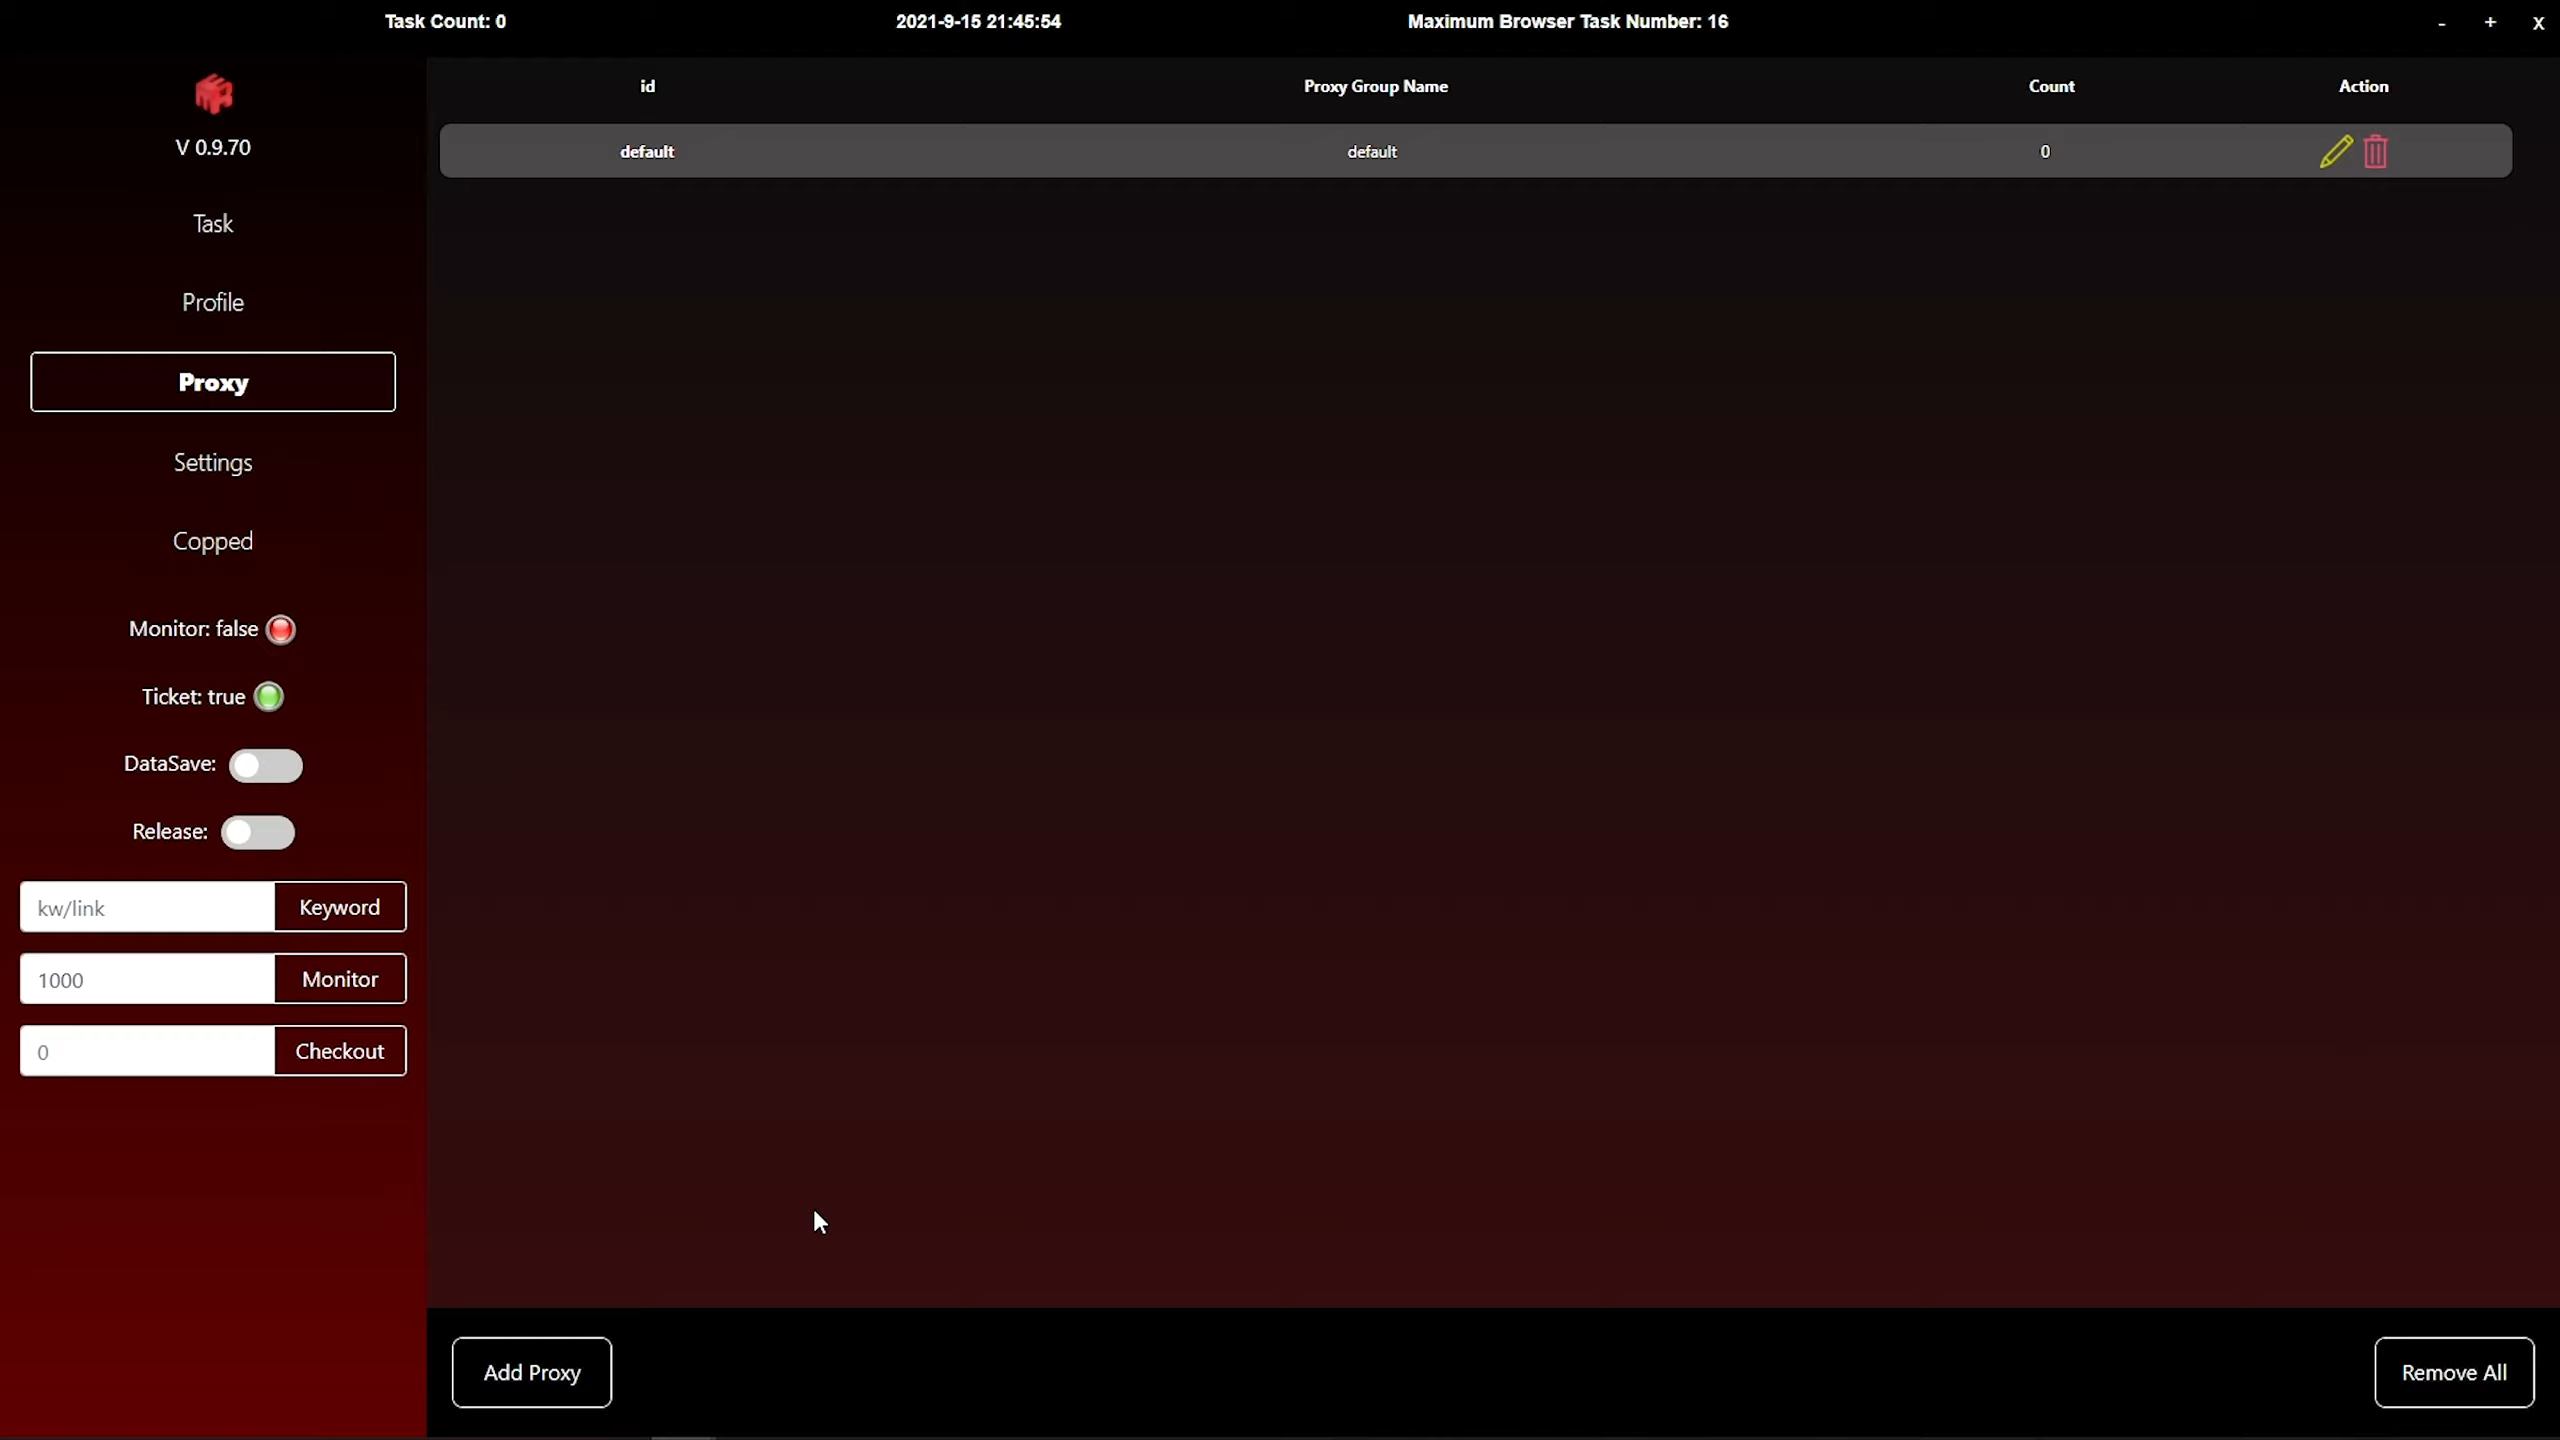 Task Count: 0
2021-9-15 21:45:54
Maximum Browser Task Number: 16
- + X
V 0.9.70
Task
Profile
Proxy
Settings
Copped
Monitor: false
Ticket: true
DataSave:
Release:
kw/link Keyword
1000 Monitor
0 Checkout
id Proxy Group Name Count Action
default default 0
Add Proxy
Remove All